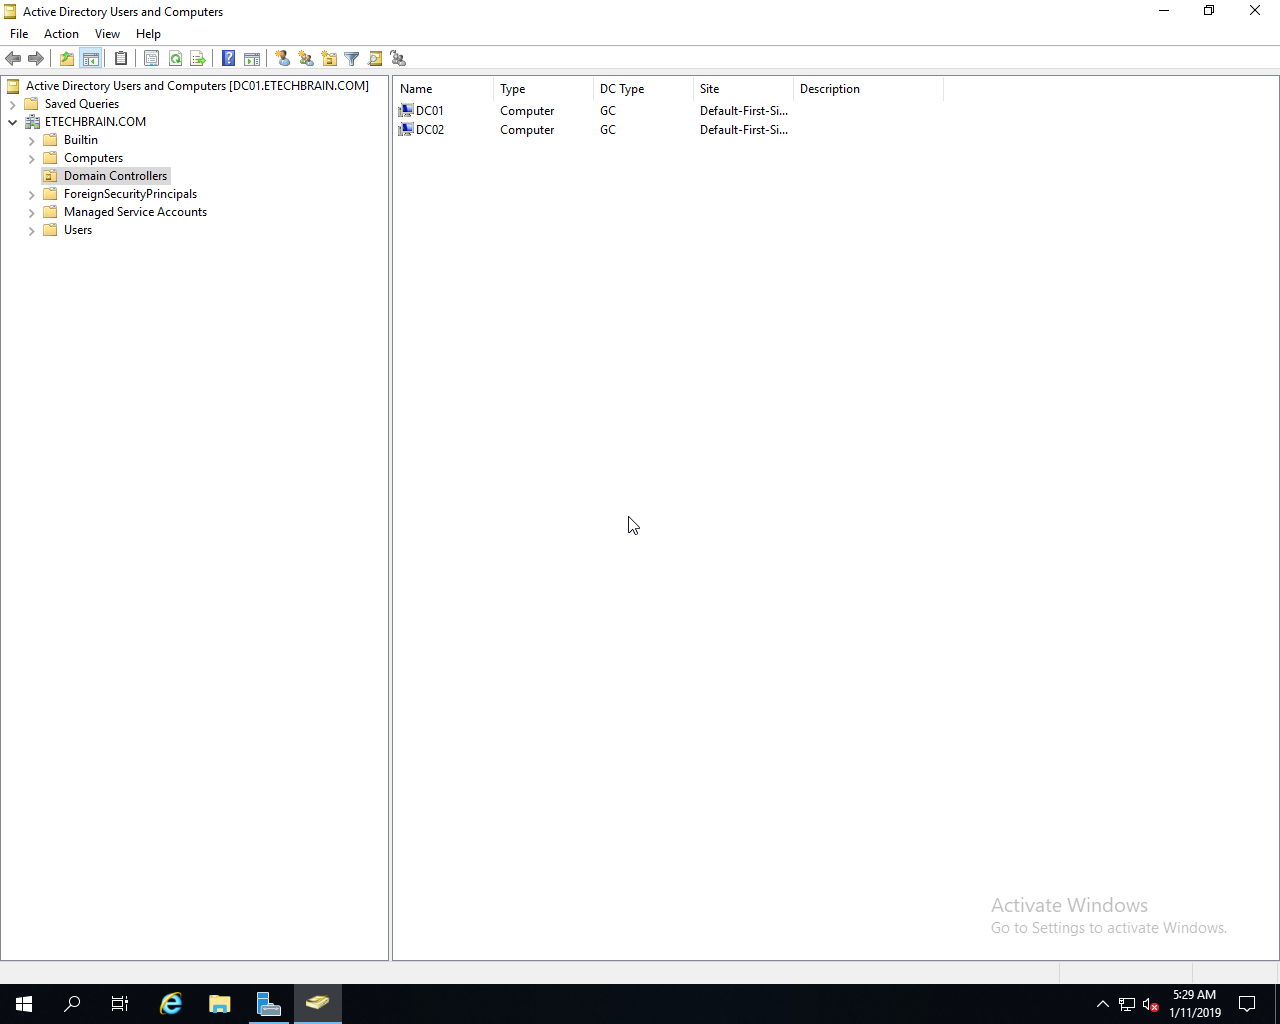 Active Directory Users and Computers
File Action View Help
Active Directory Users and Computers [DC01.ETECHBRAIN.COM]
Saved Queries
ETECHBRAIN.COM
Builtin
Computers
Domain Controllers
ForeignSecurityPrincipals
Managed Service Accounts
Users
Name Type DC Type Site Description
DC01 Computer GC Default-First-Si...
DC02 Computer GC Default-First-Si...
Activate Windows
Go to Settings to activate Windows.
5:29 AM
1/11/2019